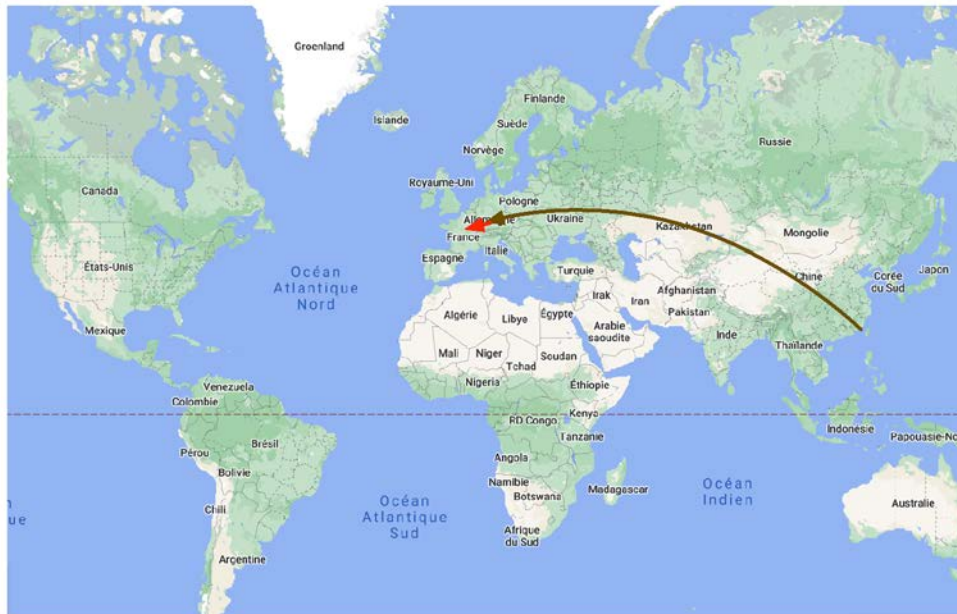 Groenland
Islande
Finlande
Suède
Norvège
Russie
Canada
Royaume-Uni
Pologne
Ukraine
France
Kazakhstan
Mongolie
Italie
Espagne
États-Unis
Océan
Atlantique
Nord
Turquie
Chine
Corée
du Sud
Japon
Afghanistan
Irak
Iran
Pakistan
Algérie
Libye
Égypte
Arabie
saoudite
Inde
Mexique
Mali
Niger
Tchad
Soudan
Thaïlande
Venezuela
Nigeria
Éthiopie
Colombie
RD Congo
Kenya
Indonésie
Tanzanie
Papouasie-No
Brésil
Pérou
Bolivie
Angola
Namibie
Botswana
Madagascar
Océan
Indien
Océan
Atlantique
Sud
Australie
Chili
Afrique
du Sud
Argentine